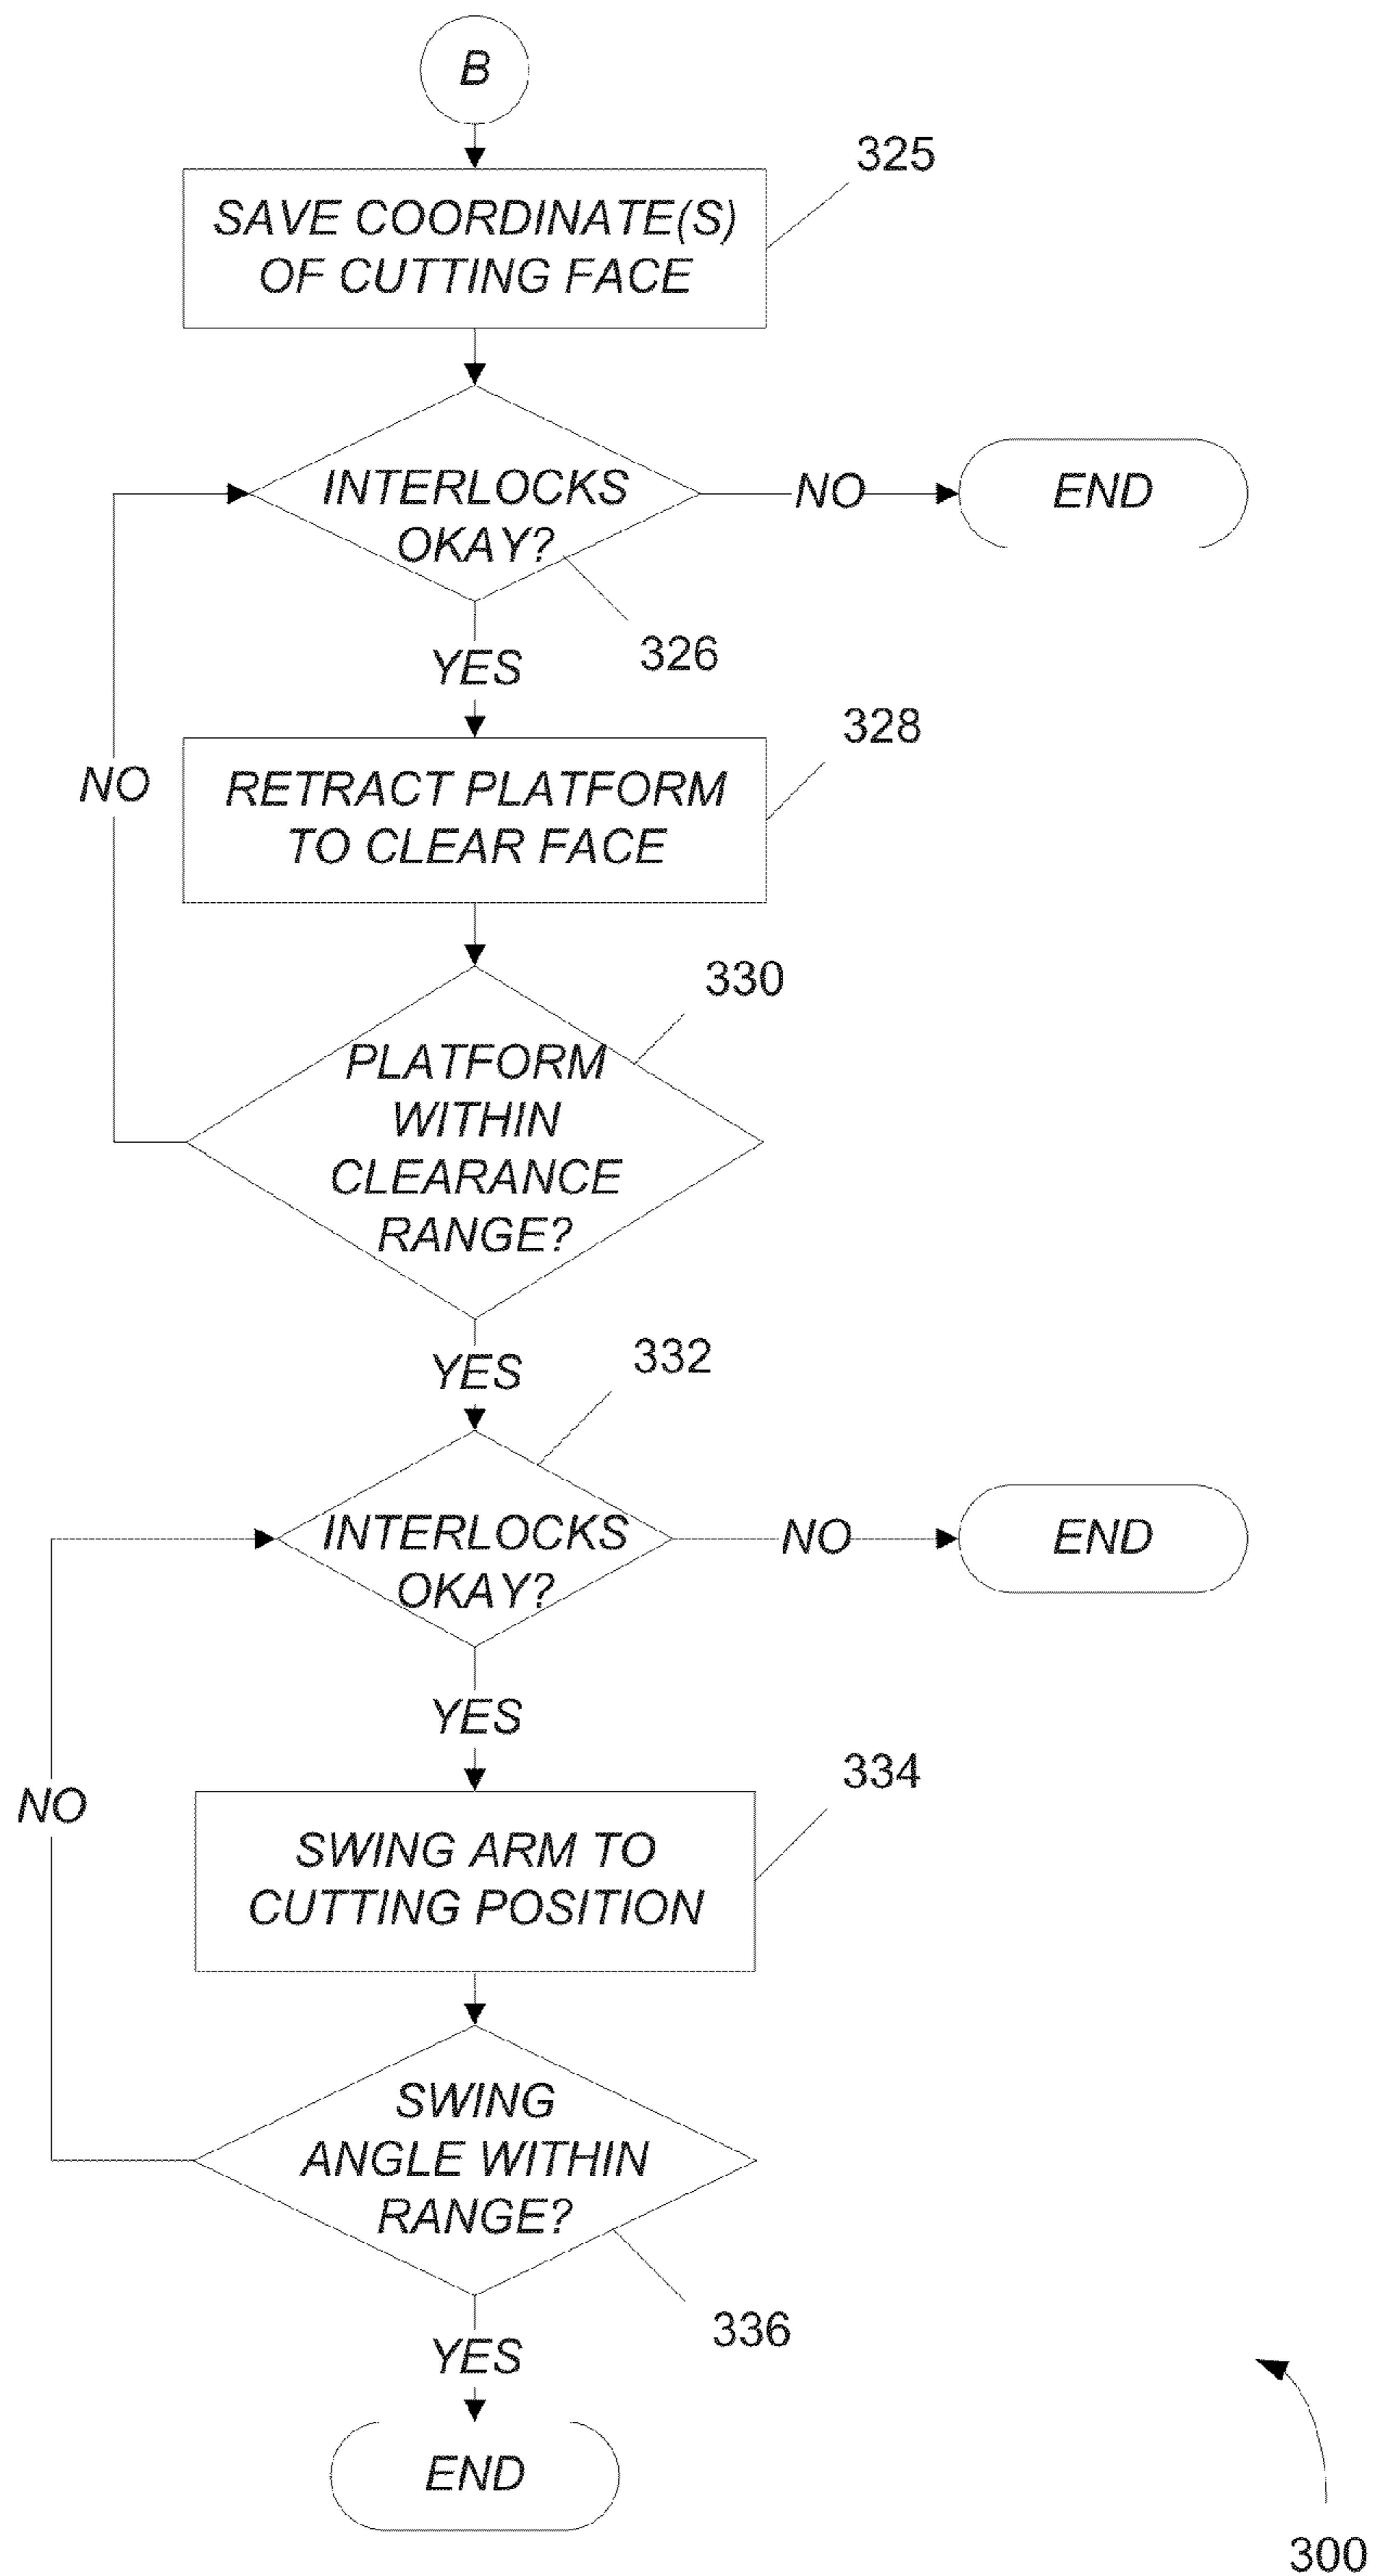 B
325
SAVE COORDINATE(S)
OF CUTTING FACE
INTERLOCKS
OKAY?
NO
END
326
YES
328
RETRACT PLATFORM
TO CLEAR FACE
NO
330
PLATFORM
WITHIN
CLEARANCE
RANGE?
YES
332
INTERLOCKS
OKAY?
NO
END
YES
334
SWING ARM TO
CUTTING POSITION
NO
SWING
ANGLE WITHIN
RANGE?
336
YES
END
300